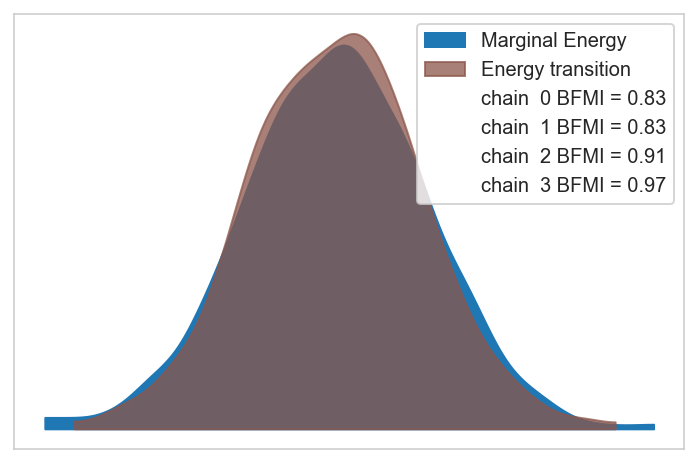 Marginal Energy
Energy transition
chain  0 BFMI = 0.83
chain  1 BFMI = 0.83
chain  2 BFMI = 0.91
chain  3 BFMI = 0.97